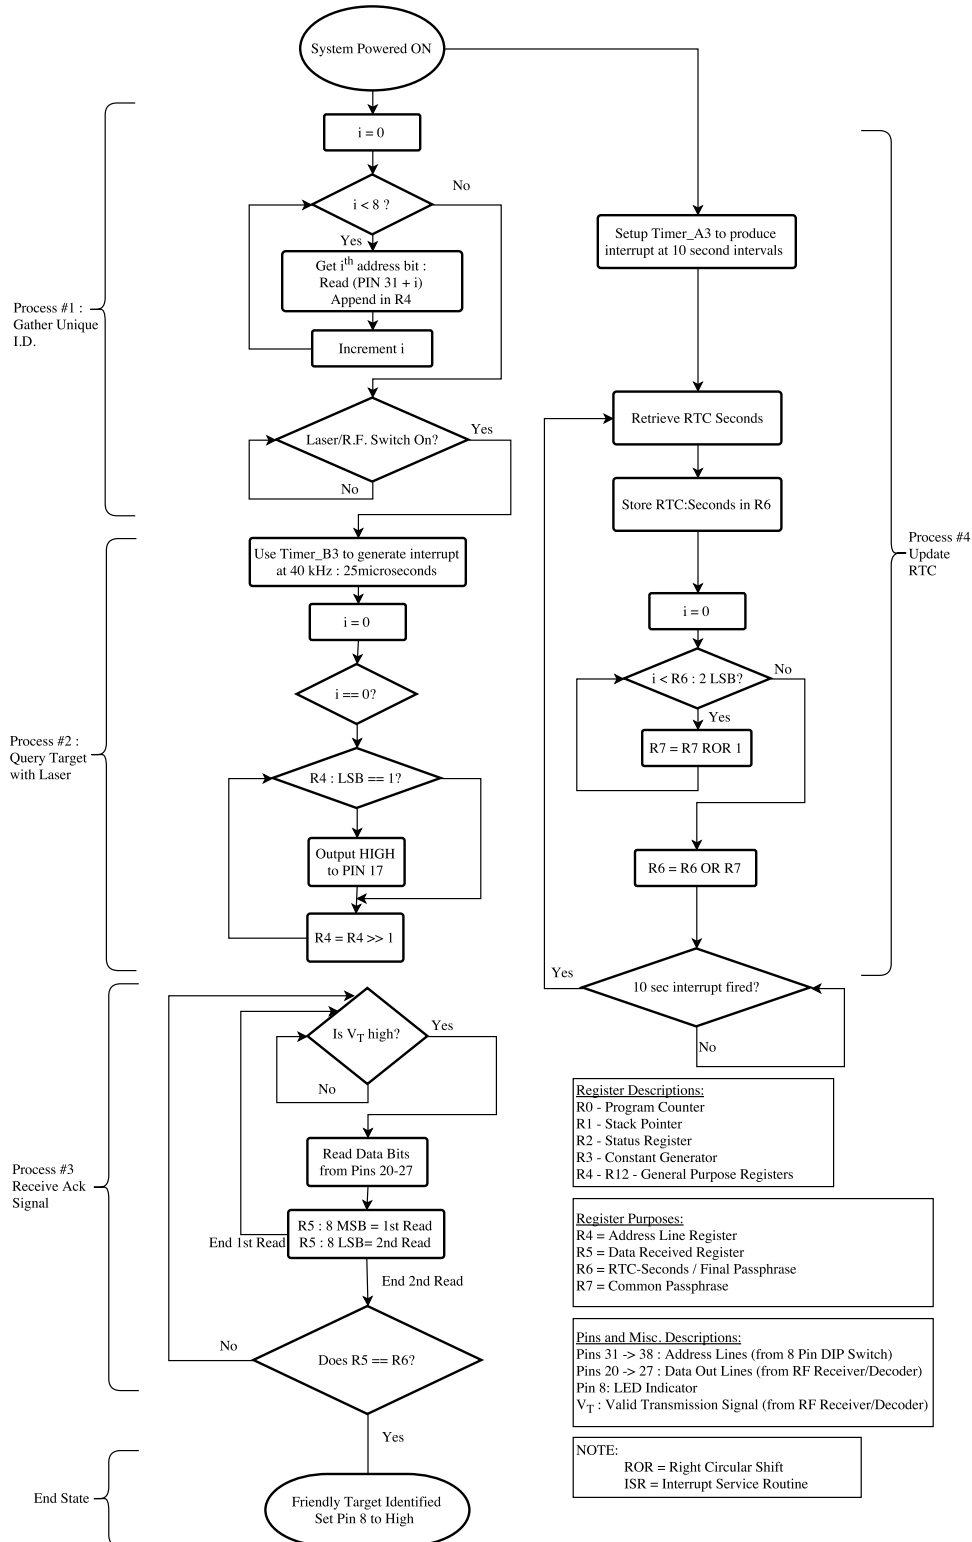 System Powered ON
i = 0
i < 8 ?
No
Yes
Get i^th address bit :
Read (PIN 31 + i)
Append in R4
Increment i
Process #1 :
Gather Unique
I.D.
Laser/R.F. Switch On?
Yes
No
Use Timer_B3 to generate interrupt
at 40 kHz : 25microseconds
i = 0
i == 0?
Process #2 :
Query Target
with Laser
R4 : LSB == 1?
Output HIGH
to PIN 17
R4 = R4 >> 1
Is V_T high?
Yes
No
Read Data Bits
from Pins 20-27
Process #3
Receive Ack
Signal
R5 : 8 MSB = 1st Read
R5 : 8 LSB= 2nd Read
End 1st Read
End 2nd Read
No
Does R5 == R6?
Yes
End State
Friendly Target Identified
Set Pin 8 to High
Setup Timer_A3 to produce
interrupt at 10 second intervals
Retrieve RTC Seconds
Store RTC:Seconds in R6
Process #4
Update
RTC
i = 0
i < R6 : 2 LSB?
No
Yes
R7 = R7 ROR 1
R6 = R6 OR R7
Yes
10 sec interrupt fired?
No
Register Descriptions:
R0 - Program Counter
R1 - Stack Pointer
R2 - Status Register
R3 - Constant Generator
R4 - R12 - General Purpose Registers
Register Purposes:
R4 = Address Line Register
R5 = Data Received Register
R6 = RTC-Seconds / Final Passphrase
R7 = Common Passphrase
Pins and Misc. Descriptions:
Pins 31 -> 38 : Address Lines (from 8 Pin DIP Switch)
Pins 20 -> 27 : Data Out Lines (from RF Receiver/Decoder)
Pin 8: LED Indicator
V_T : Valid Transmission Signal (from RF Receiver/Decoder)
NOTE:
ROR = Right Circular Shift
ISR = Interrupt Service Routine